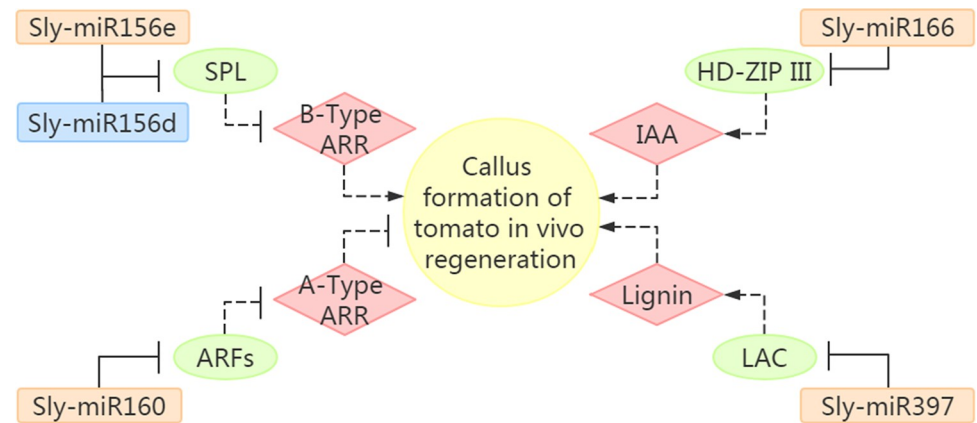 Sly-miR156e
Sly-miR166
SPL
HD-ZIP III
Sly-miR156d
B-Type
ARR
IAA
Callus
formation of
tomato in vivo
regeneration
A-Type
ARR
Lignin
ARFs
LAC
Sly-miR160
Sly-miR397